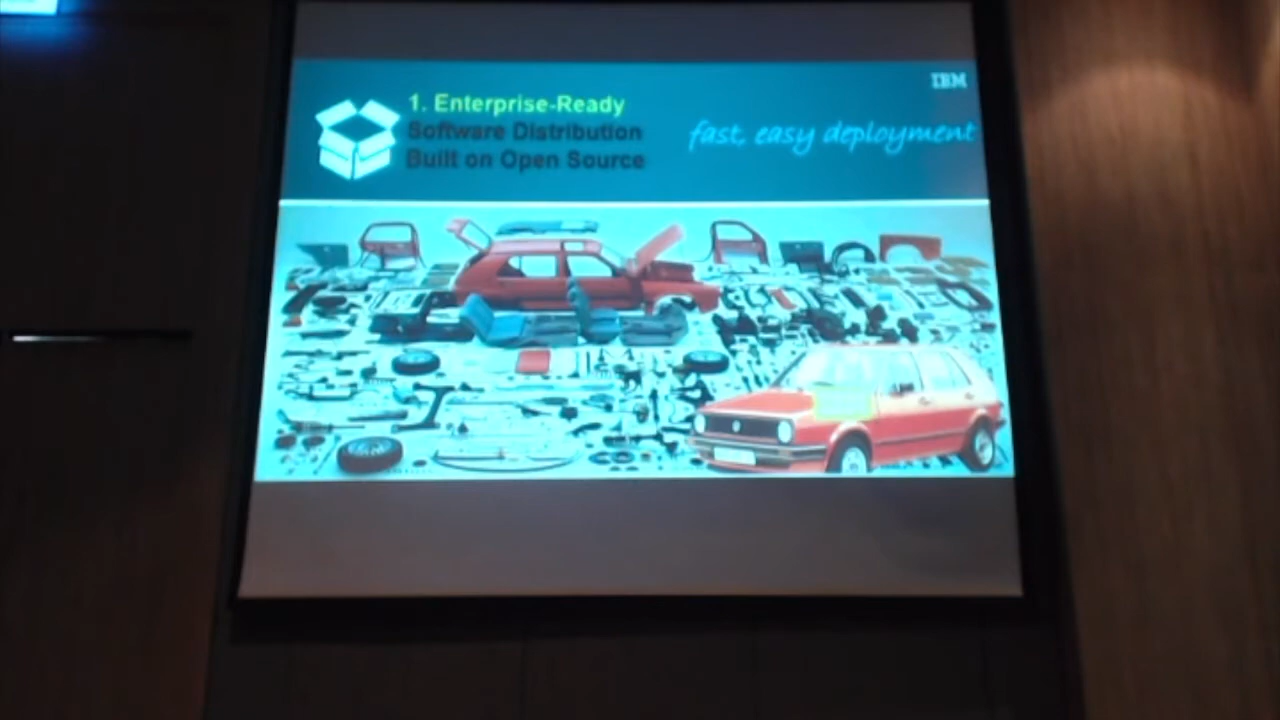 IBM
1. Enterprise-Ready
Software Distribution
Built on Open Source
fast, easy deployment